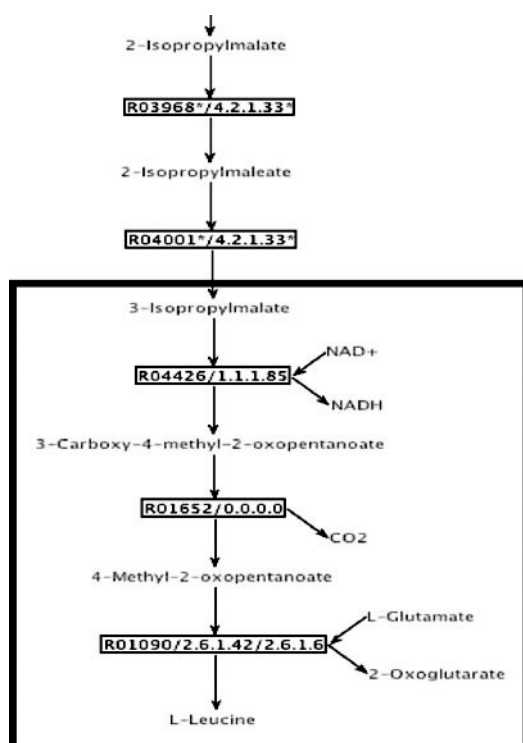 2-Isopropylmalate
R03968*/4.2.1.33*
2-Isopropylmaleate
R04001*/4.2.1.33*
3-Isopropylmalate
NAD+
R04426/1.1.1.85
NADH
3-Carboxy-4-methyl-2-oxopentanoate
R01652/0.0.0.0
CO2
4-Methyl-2-oxopentanoate
L-Glutamate
R01090/2.6.1.42/2.6.1.6
2-Oxoglutarate
L-Leucine